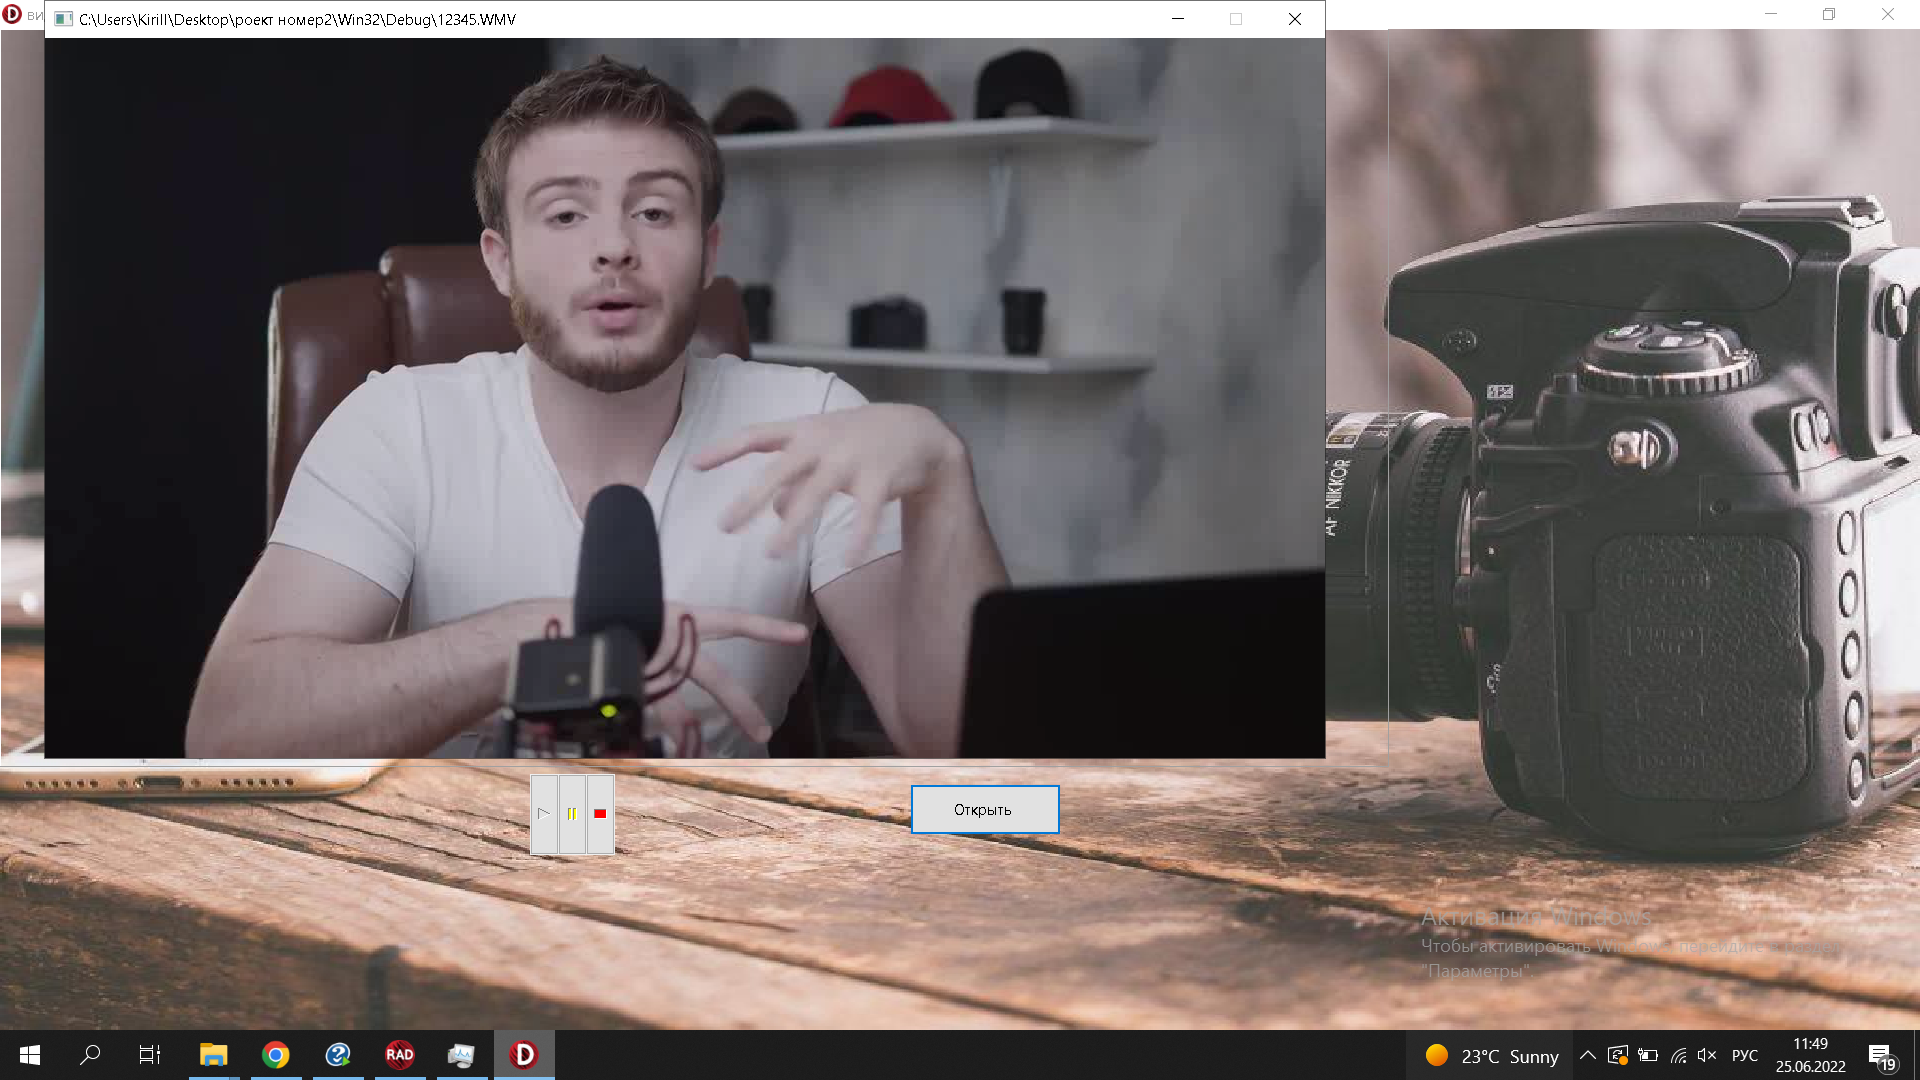 ви
C:\Users\Kirill\Desktop\роект номер2\Win32\Debug\12345.WMV
AF NIKKOR
Открыть
Активация Windows
Чтобы активировать Windows, перейдите в раздел
"Параметры".
RAD
23°C Sunny
РУС
11:49
25.06.2022
19